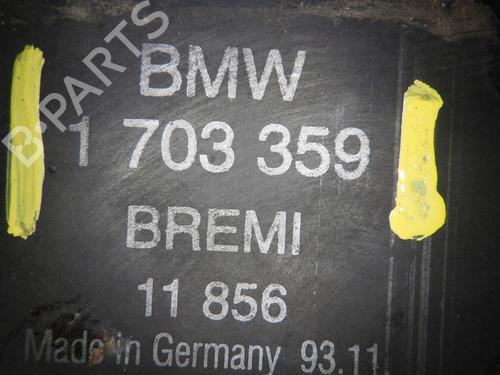 BMW
1 703 359
BREMI
11 856
Made in Germany 93.11
B-PARTS